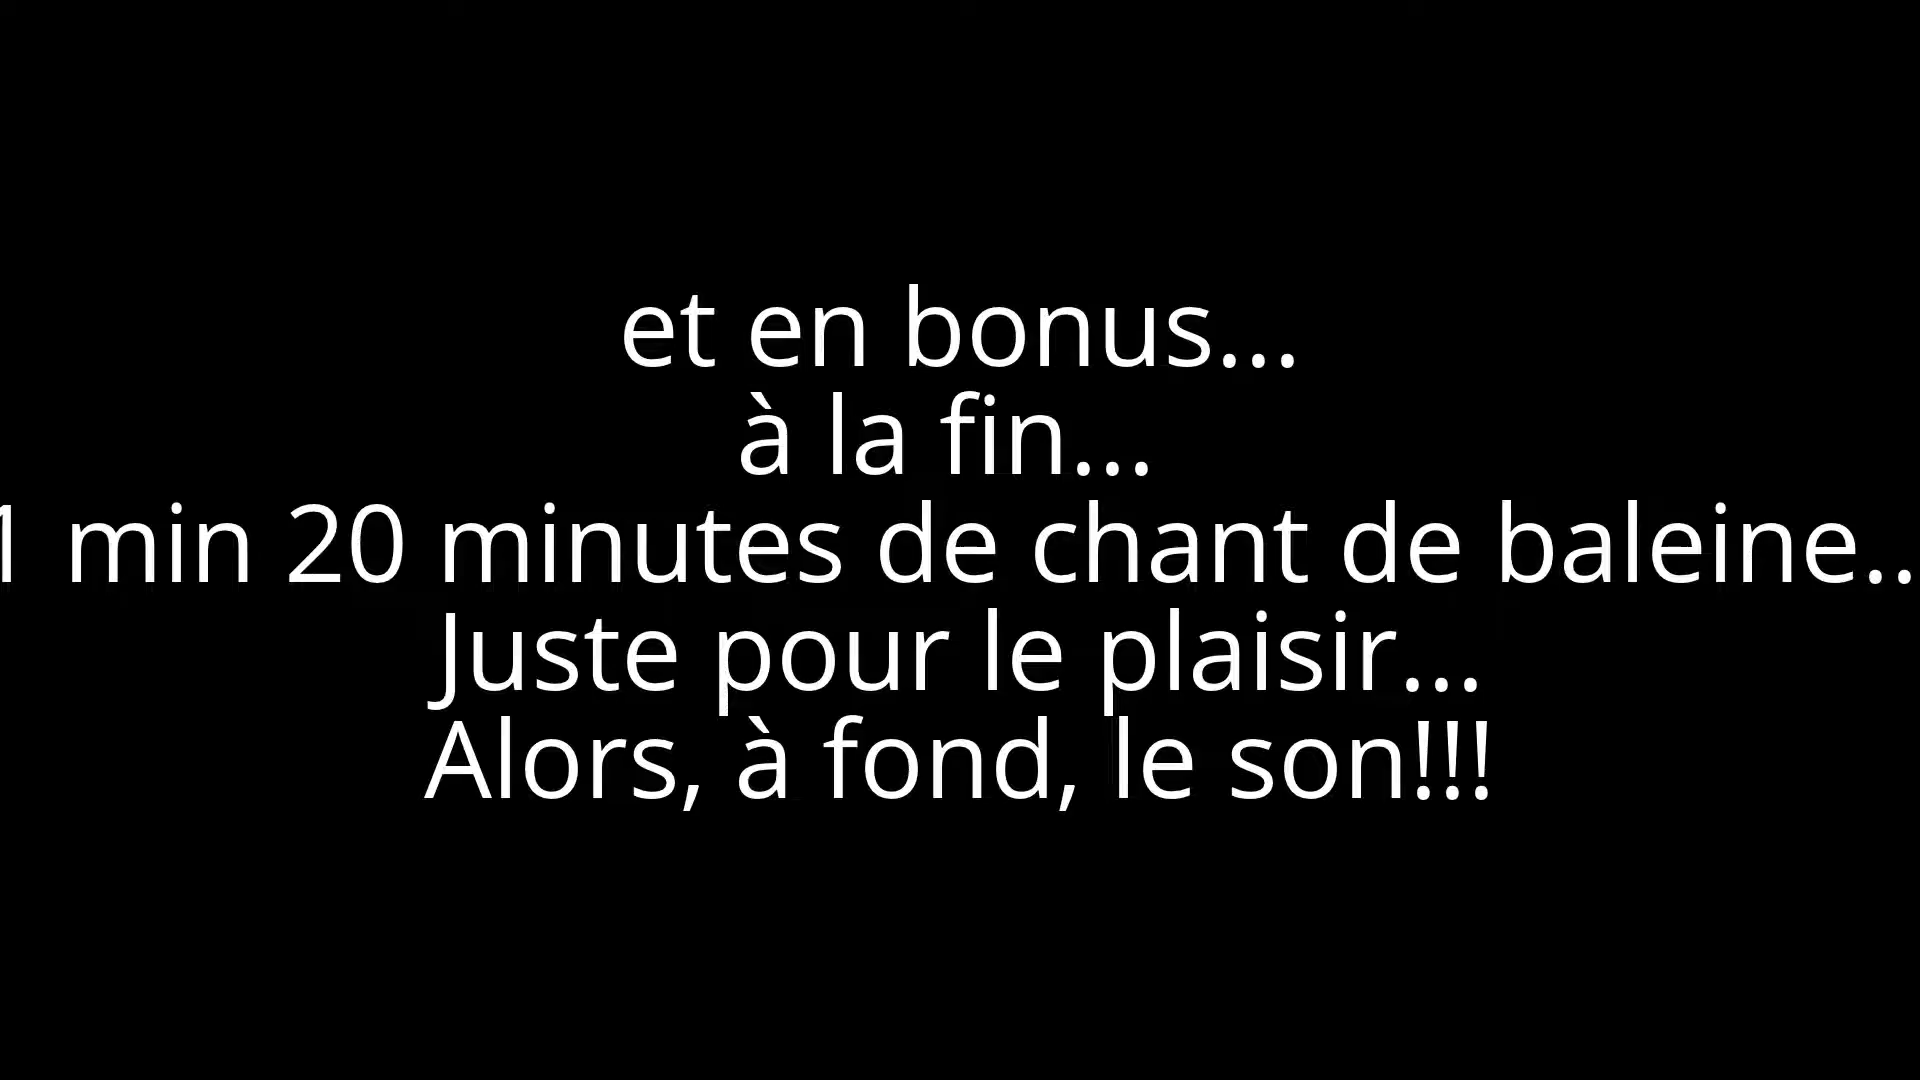 et en bonus...
à la fin...
1 min 20 minutes de chant de baleine..
Juste pour le plaisir...
Alors, à fond, le son!!!